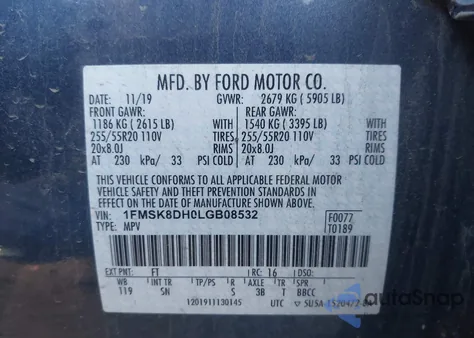 MFD. BY FORD MOTOR CO.
DATE: 11/19 GVWR: 2679 KG ( 5905 LB)
FRONT GAWR: REAR GAWR:
1186 KG ( 2615 LB) WITH 1540 KG ( 3395 LB) WITH
255/55R20 110V TIRES 255/55R20 110V TIRES
20x8.0J RIMS 20x8.0J RIMS
AT 230 kPa/ 33 PSI COLD AT 230 kPa/ 33 PSI COLD
THIS VEHICLE CONFORMS TO ALL APPLICABLE FEDERAL MOTOR
VEHICLE SAFETY AND THEFT PREVENTION STANDARDS IN
EFFECT ON THE DATE OF MANUFACTURE SHOWN ABOVE.
VIN: 1FMSK8DH0LGB08532 F0077
TYPE: MPV T0189
EXT PNT: FT RC: 16 DSO:
WB INT TR TP/PS R AXLE TR SPR
119 SN S 3B T BBCC
1201911130145 UTC
autoSnap